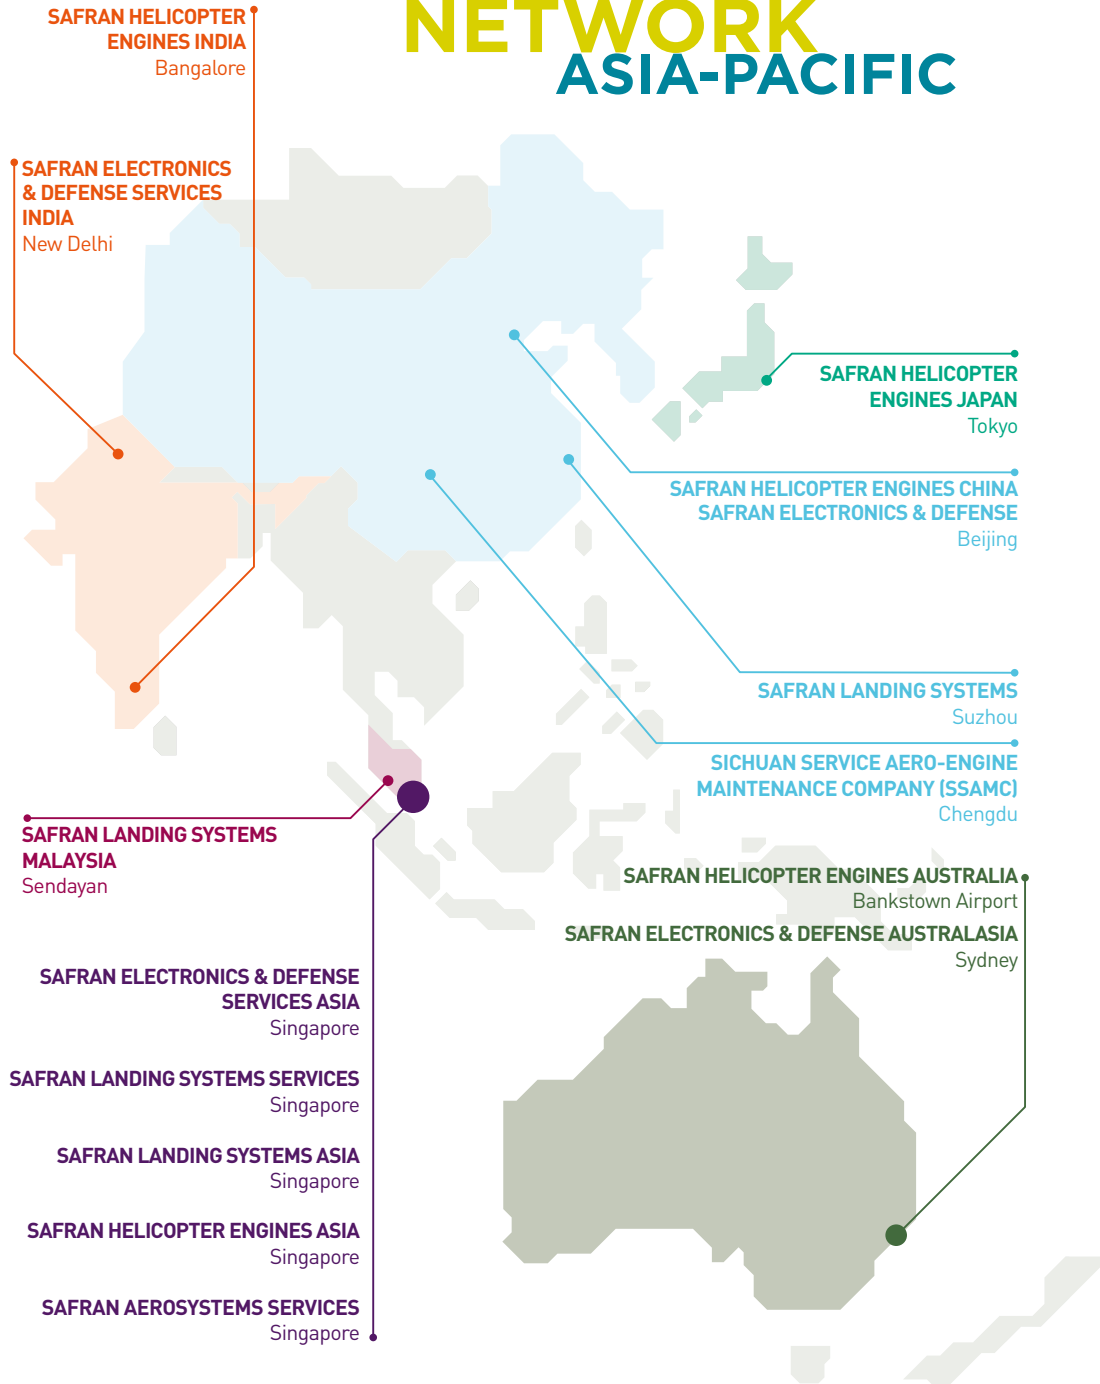 NETWORK
ASIA-PACIFIC
SAFRAN HELICOPTER
ENGINES INDIA
Bangalore
SAFRAN ELECTRONICS
& DEFENSE SERVICES
INDIA
New Delhi
SAFRAN HELICOPTER
ENGINES JAPAN
Tokyo
SAFRAN HELICOPTER ENGINES CHINA
SAFRAN ELECTRONICS & DEFENSE
Beijing
SAFRAN LANDING SYSTEMS
Suzhou
SICHUAN SERVICE AERO-ENGINE
MAINTENANCE COMPANY (SSAMC)
Chengdu
SAFRAN LANDING SYSTEMS
MALAYSIA
Sendayan
SAFRAN HELICOPTER ENGINES AUSTRALIA
Bankstown Airport
SAFRAN ELECTRONICS & DEFENSE AUSTRALASIA
Sydney
SAFRAN ELECTRONICS & DEFENSE
SERVICES ASIA
Singapore
SAFRAN LANDING SYSTEMS SERVICES
Singapore
SAFRAN LANDING SYSTEMS ASIA
Singapore
SAFRAN HELICOPTER ENGINES ASIA
Singapore
SAFRAN AEROSYSTEMS SERVICES
Singapore